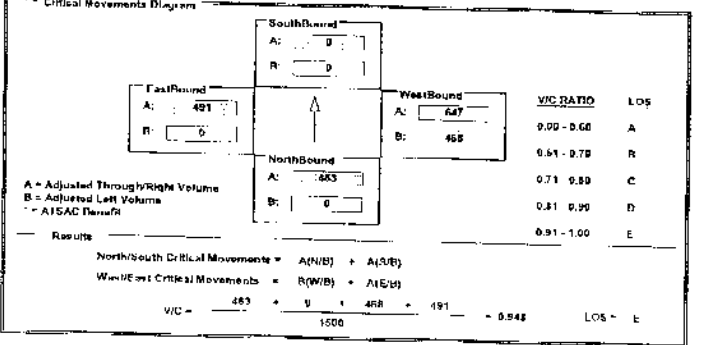 Critical Movements Diagram
SouthBound
A: 0
B: 0
EastBound
A: 491
B: 0
WestBound
A: 647
B: 468
NorthBound
A: 463
B: 0
V/C RATIO LOS
0.00 - 0.60 A
0.61 - 0.70 B
0.71 - 0.80 C
0.81 - 0.90 D
0.91 - 1.00 E
A = Adjusted Through/Right Volume
B = Adjusted Left Volume
* = ATSAC Benefit
Results
North/South Critical Movements = A(N/B) + A(S/B)
West/East Critical Movements = B(W/B) + A(E/B)
V/C = 463 + 0 + 468 + 491
1500
= 0.948 LOS = E